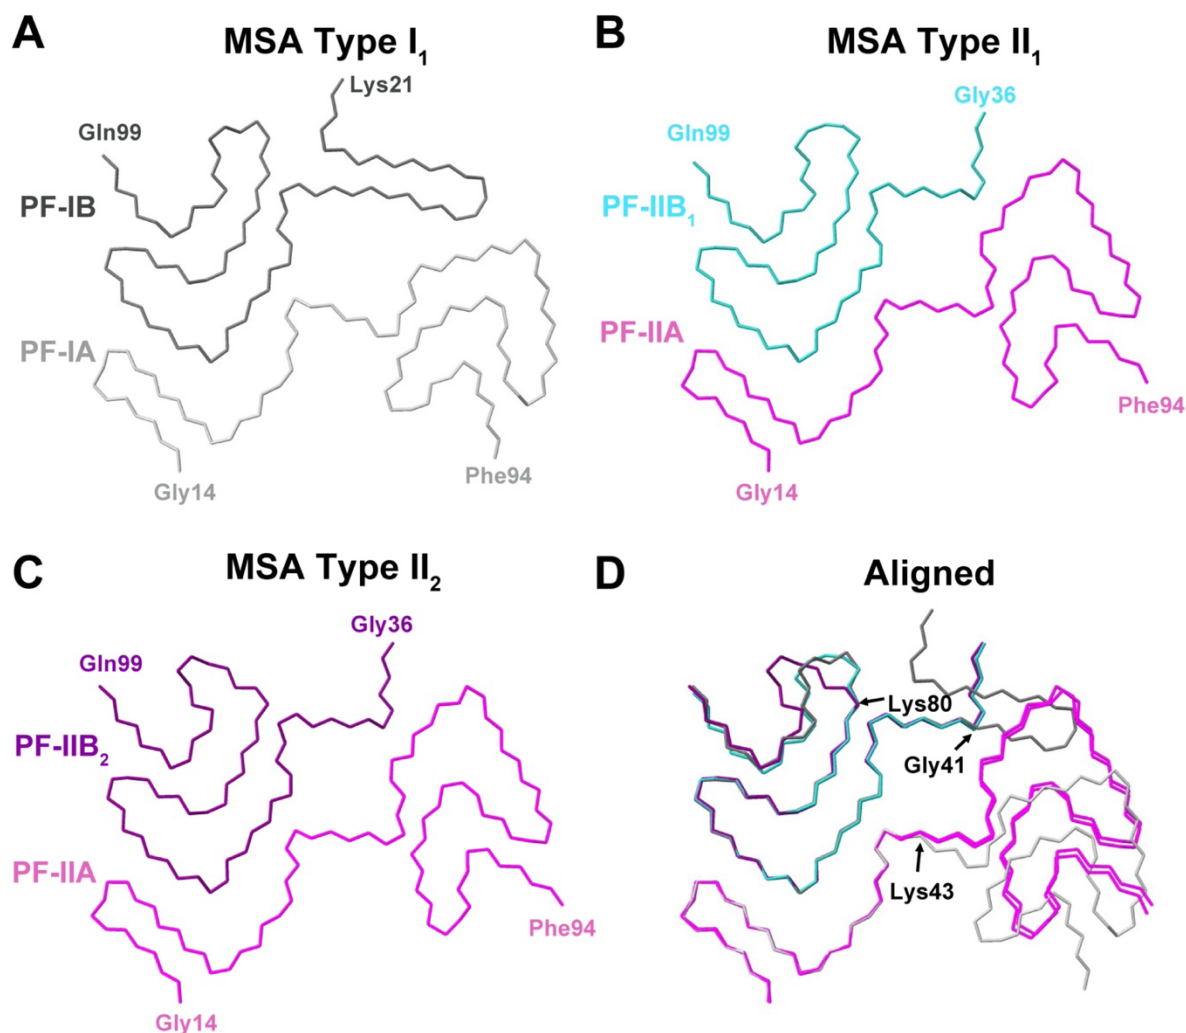 A
MSA Type I₁
Lys21
Gln99
PF-IB
PF-IA
Gly14
Phe94
B
MSA Type II₁
Gly36
Gln99
PF-IIB₁
PF-IIA
Phe94
Gly14
C
MSA Type II₂
Gly36
Gln99
PF-IIB₂
PF-IIA
Phe94
Gly14
D
Aligned
Lys80
Gly41
Lys43